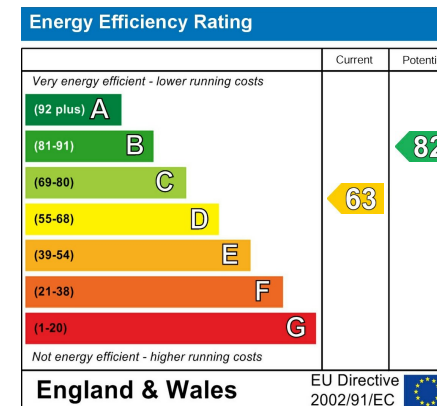 Energy Efficiency Rating
Current Potenti
Very energy efficient - lower running costs
(92 plus) A
(81-91) B
82
(69-80) C
63
(55-68) D
(39-54) E
(21-38) F
(1-20) G
Not energy efficient - higher running costs
England & Wales
EU Directive
2002/91/EC